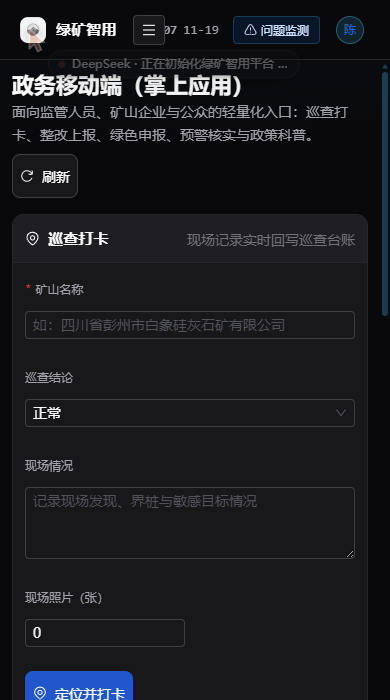 绿矿智用
07 11-19
问题监测
陈
DeepSeek · 正在初始化绿矿智用平台 ...
政务移动端（掌上应用）
面向监管人员、矿山企业与公众的轻量化入口：巡查打
卡、整改上报、绿色申报、预警核实与政策科普。
刷新
巡查打卡
现场记录实时回写巡查台账
* 矿山名称
如：四川省彭州市白象硅灰石矿有限公司
巡查结论
正常
现场情况
记录现场发现、界桩与敏感目标情况
现场照片（张）
0
定位并打卡